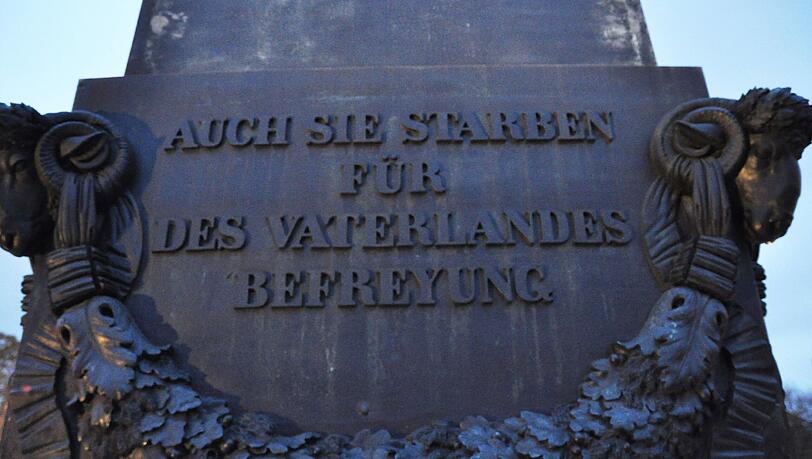 AUCH SIE STARBEN
FÜR
DES VATERLANDES
BEFREYUNG.